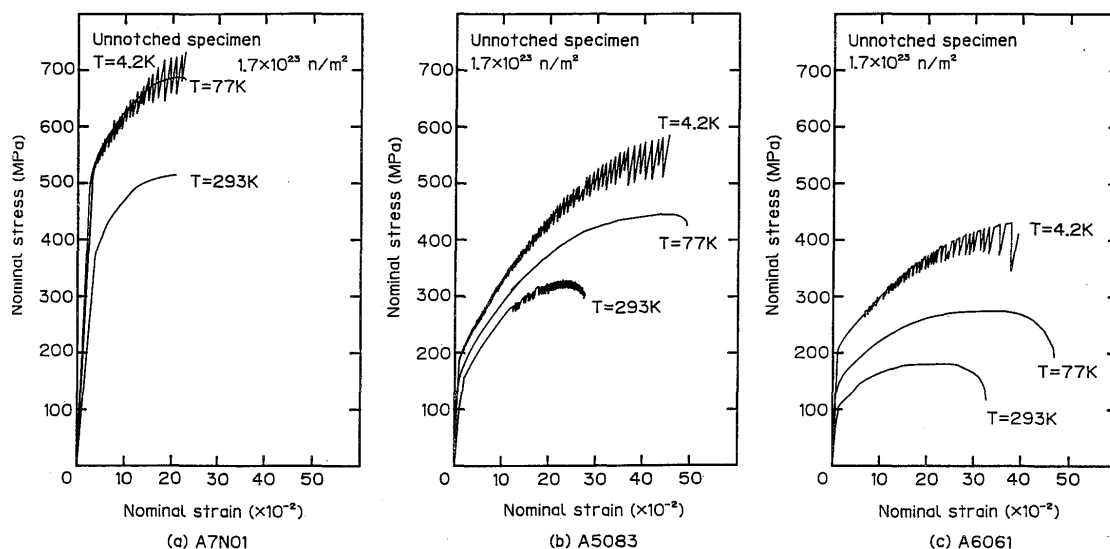 Unnotched specimen
T=4.2K 1.7×10²³ n/m²
T=77K
T=293K
700
600
500
400
300
200
100
0 10 20 30 40 50
Nominal stress (MPa)
Nominal strain (×10⁻²)
(a) A7N01
Unnotched specimen
1.7×10²³ n/m²
T=4.2K
T=77K
T=293K
700
600
500
400
300
200
100
0 10 20 30 40 50
Nominal stress (MPa)
Nominal strain (×10⁻²)
(b) A5083
Unnotched specimen
1.7×10²³ n/m²
T=4.2K
T=77K
T=293K
700
600
500
400
300
200
100
0 10 20 30 40 50
Nominal stress (MPa)
Nominal strain (×10⁻²)
(c) A6061